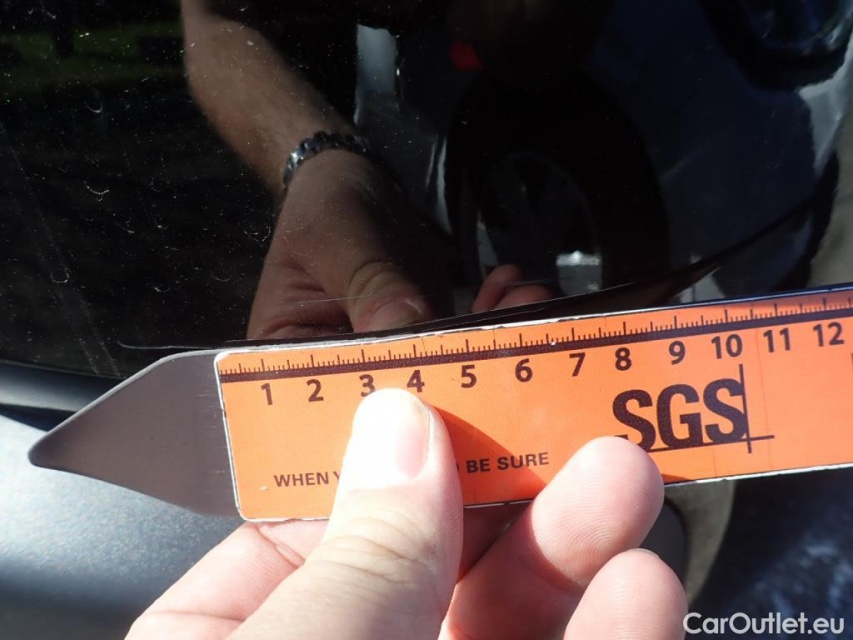 1 2 3 4 5 6 7 8 9 10 11 12
SGS
WHEN BE SURE
CarOutlet.eu